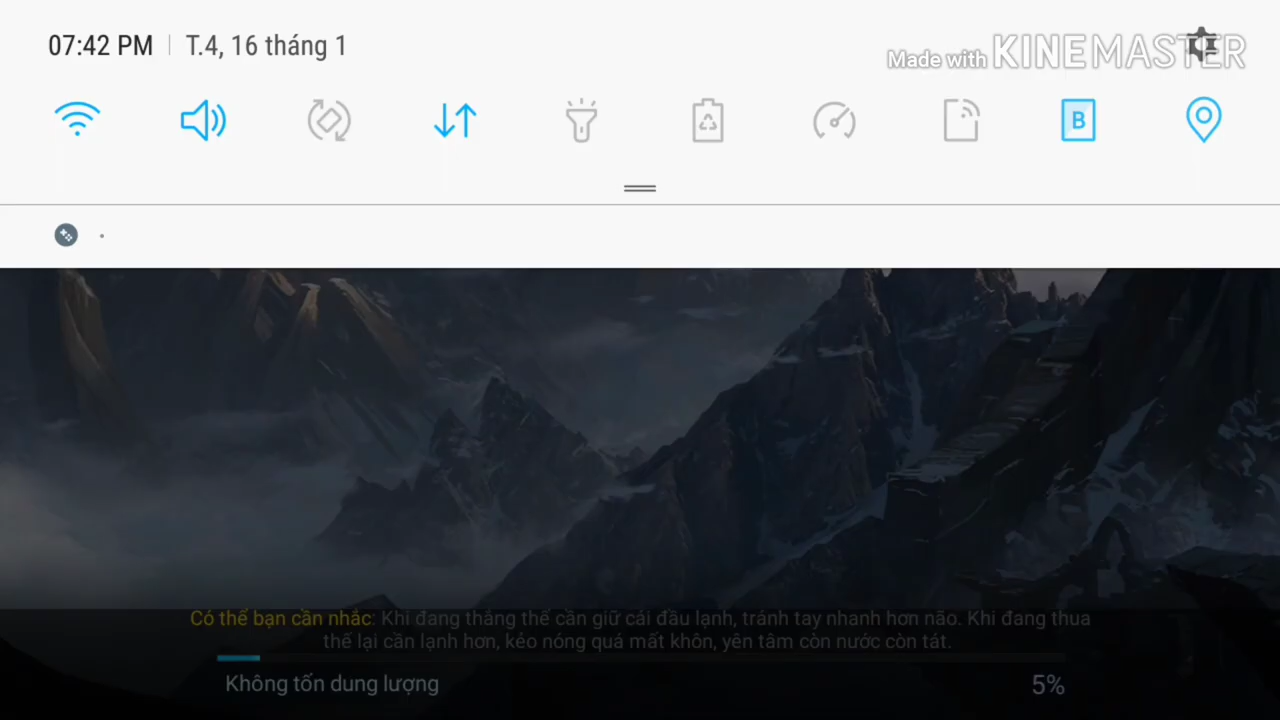 07:42 PM | T.4, 16 tháng 1
Made with KINEMASTER
B
Có thể bạn cần nhắc: Khi đang thắng thế cần giữ cái đầu lạnh, tránh tay nhanh hơn não. Khi đang thua
thế lại cần lạnh hơn, kẻo nóng quá mất khôn, yên tâm còn nước còn tát.
Không tốn dung lượng
5%